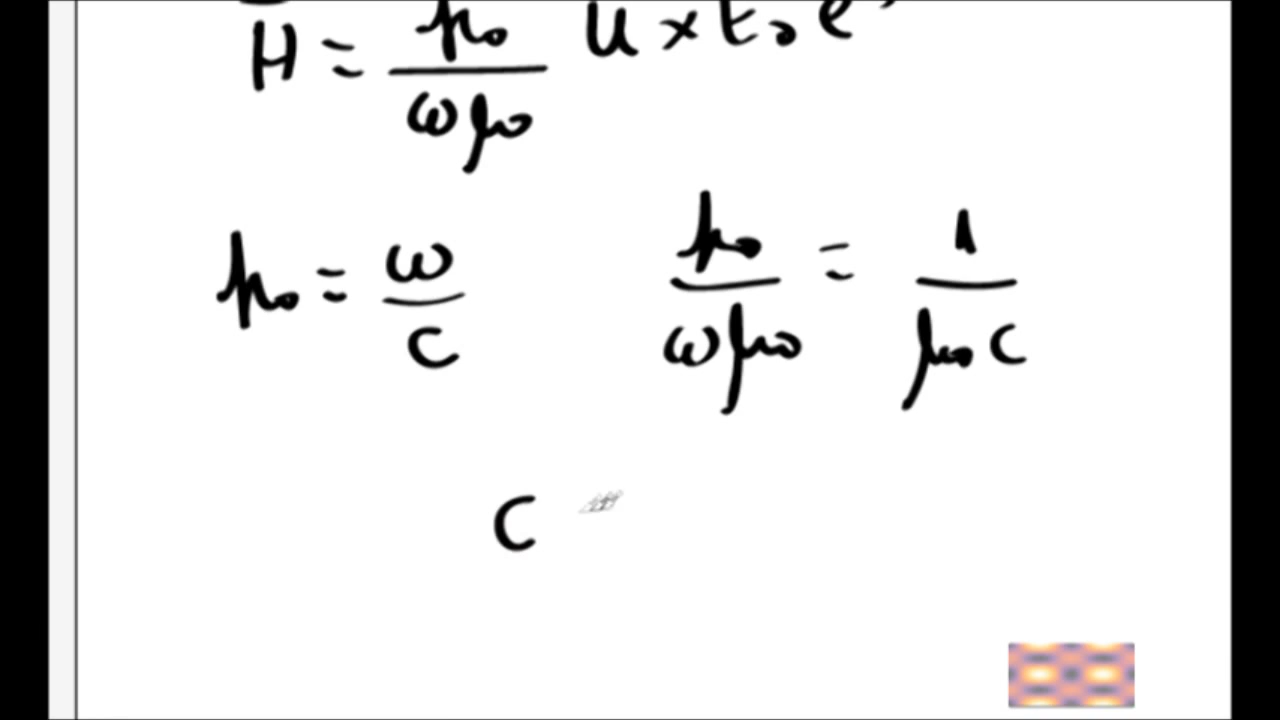 H = k₀/ωμ₀ u × E₀ e
k₀ = ω/c k₀/ωμ₀ = 1/μ₀c
c